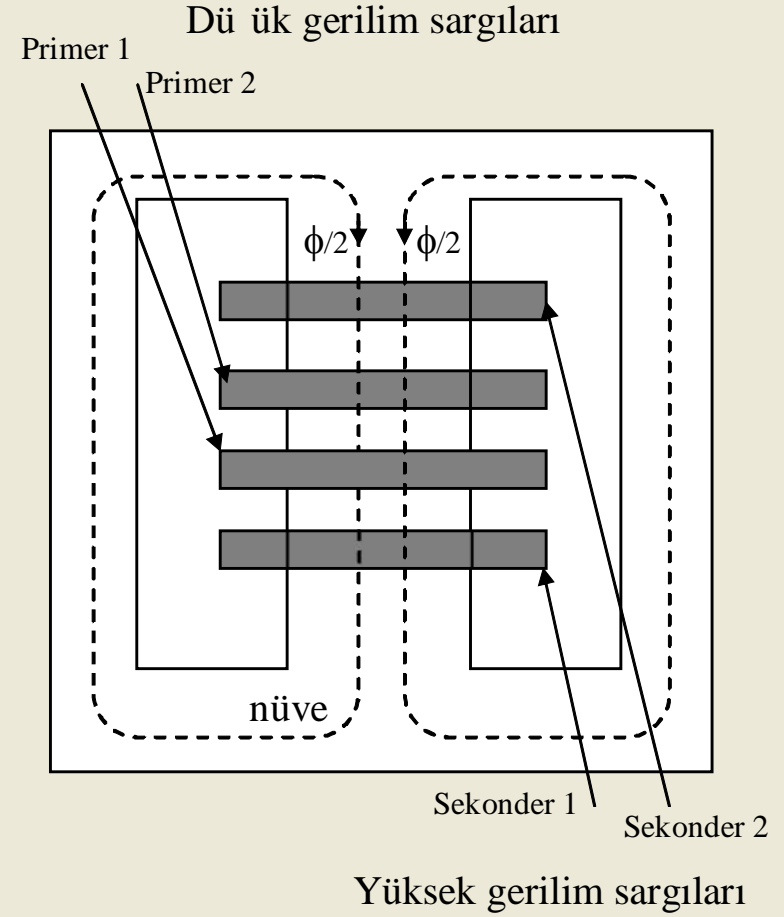 Dü ük gerilim sargıları
Primer 1
Primer 2
ϕ/2
ϕ/2
nüve
Sekonder 1
Sekonder 2
Yüksek gerilim sargıları